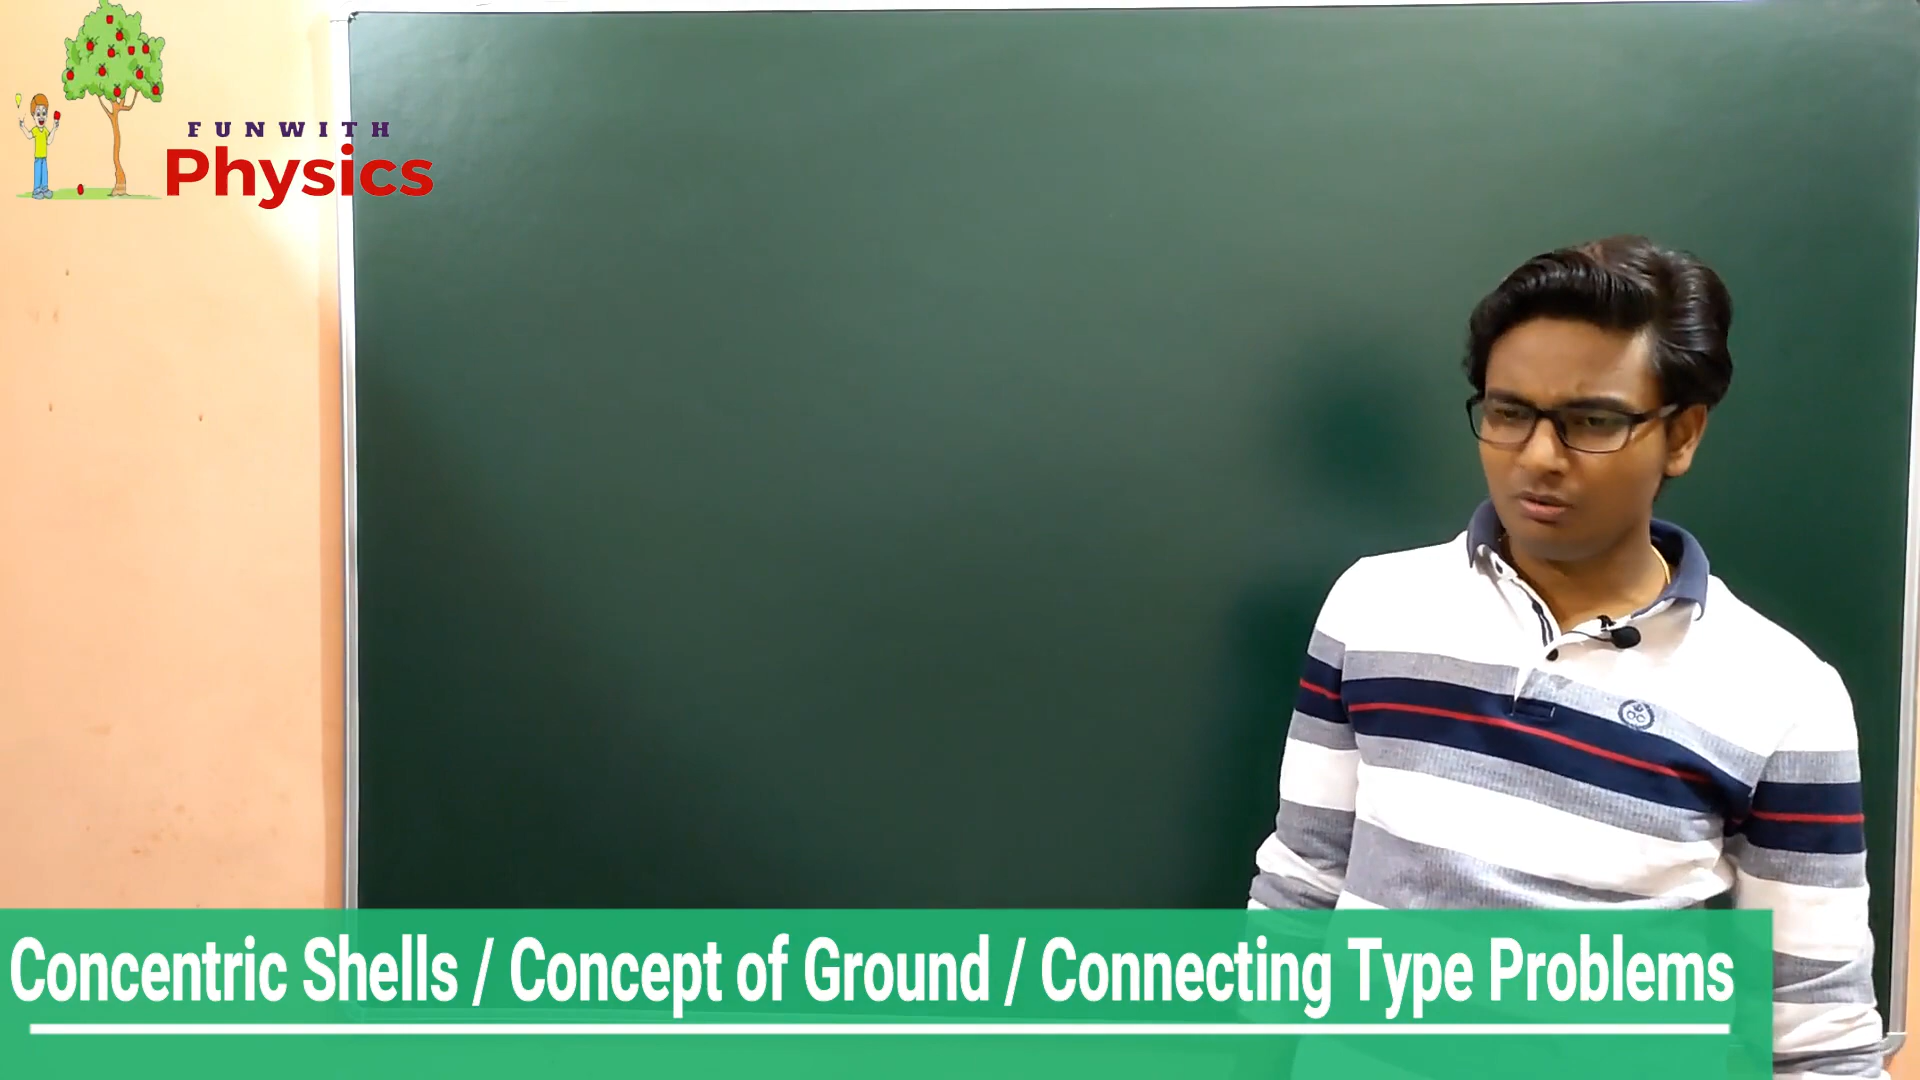 FUNWITH
Physics
Concentric Shells / Concept of Ground / Connecting Type Problems